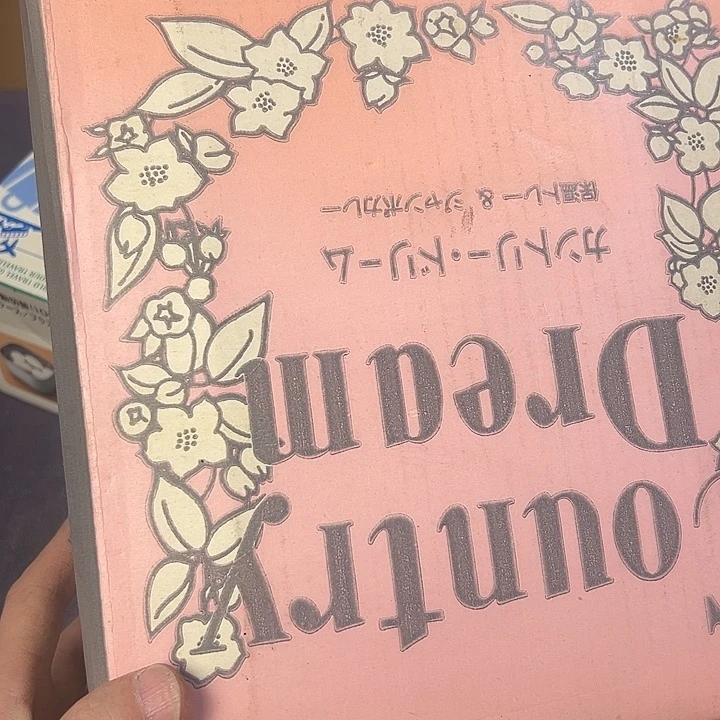 Country
Dream
カントリー・ドリーム
保温トレー & ジャンボカレー